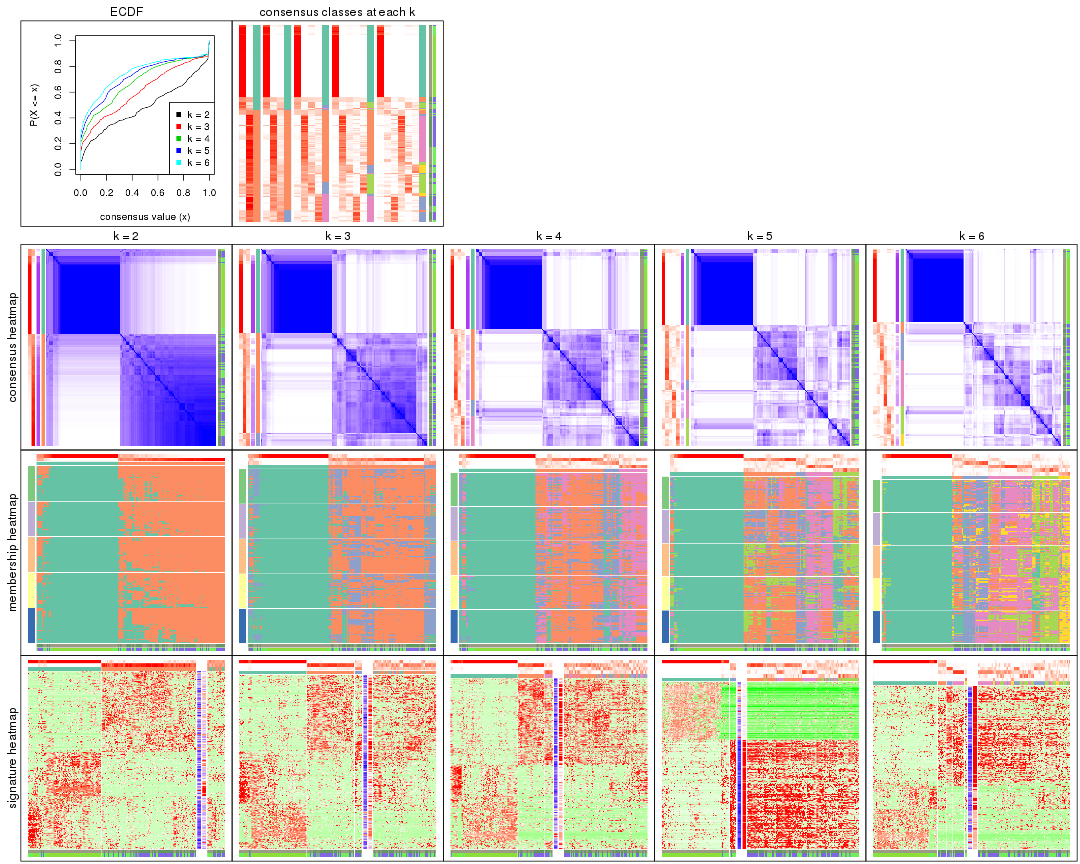 ECDF
consensus classes at each k
P(X <= x)
0.0 0.2 0.4 0.6 0.8 1.0
k = 2
k = 3
k = 4
k = 5
k = 6
0.0 0.2 0.4 0.6 0.8 1.0
consensus value (x)
k = 2 k = 3 k = 4 k = 5 k = 6
consensus heatmap
membership heatmap
signature heatmap